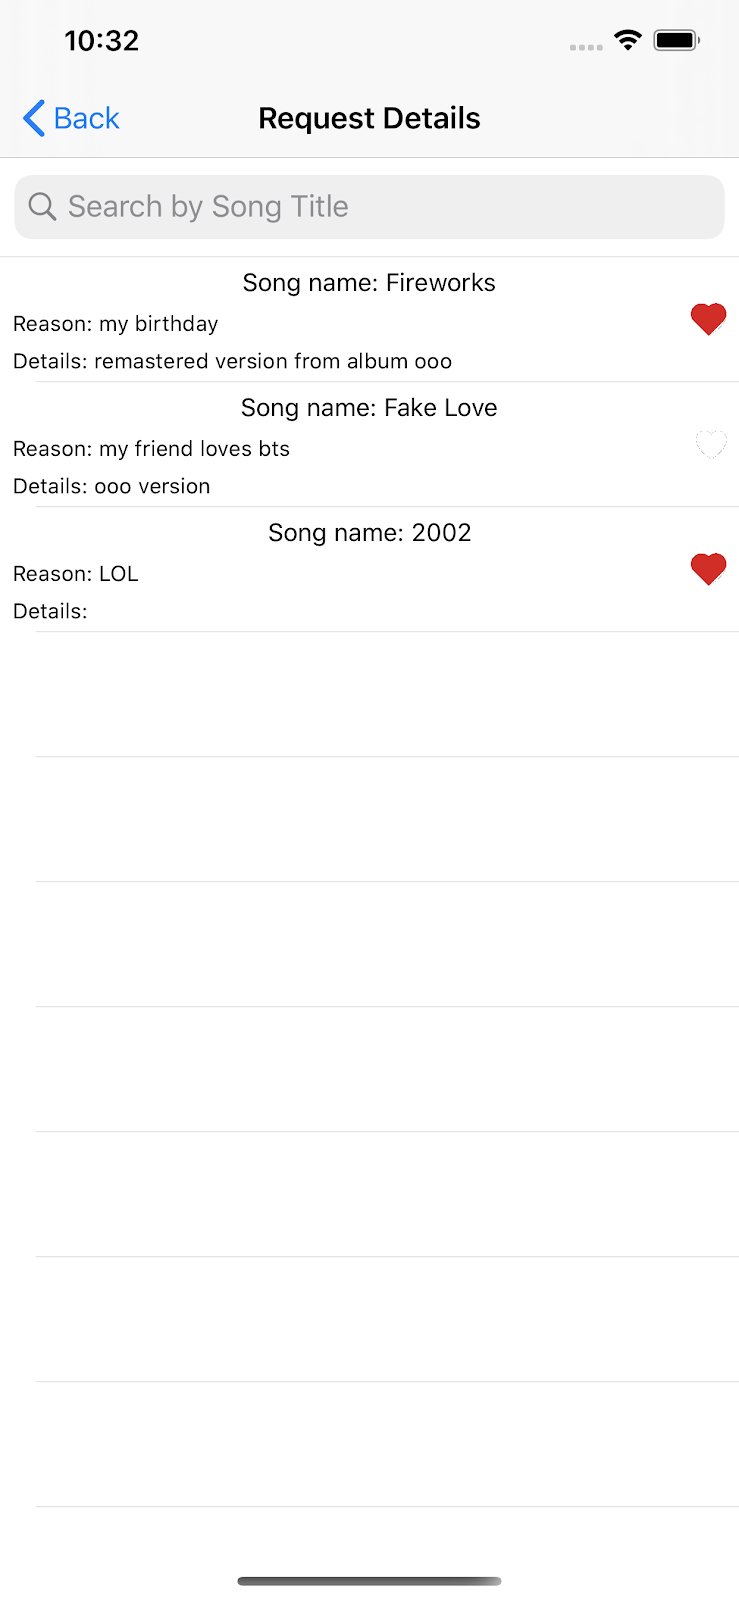 10:32
Back
Request Details
Search by Song Title
Song name: Fireworks
Reason: my birthday
Details: remastered version from album ooo
Song name: Fake Love
Reason: my friend loves bts
Details: ooo version
Song name: 2002
Reason: LOL
Details: